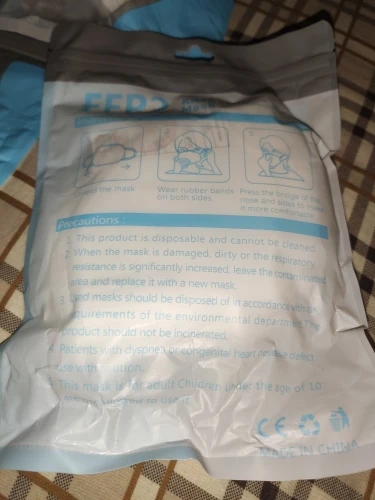 FFP2
the mask
Wear rubber bands
on both sides.
Press the bridge of the
nose and sides to make
it more comfortable
Precautions :
1. This product is disposable and cannot be cleaned.
2. When the mask is damaged, dirty or the respiratory
resistance is significantly increased, leave the contaminated
area and replace it with a new mask.
3. Used masks should be disposed of in accordance with the
requirements of the environmental department. The
product should not be incinerated.
4. Patients with dyspnea or congenital heart defect
use with caution.
5. This mask is for adult Children under the age of 10
to use it
CE
MADE IN CHINA